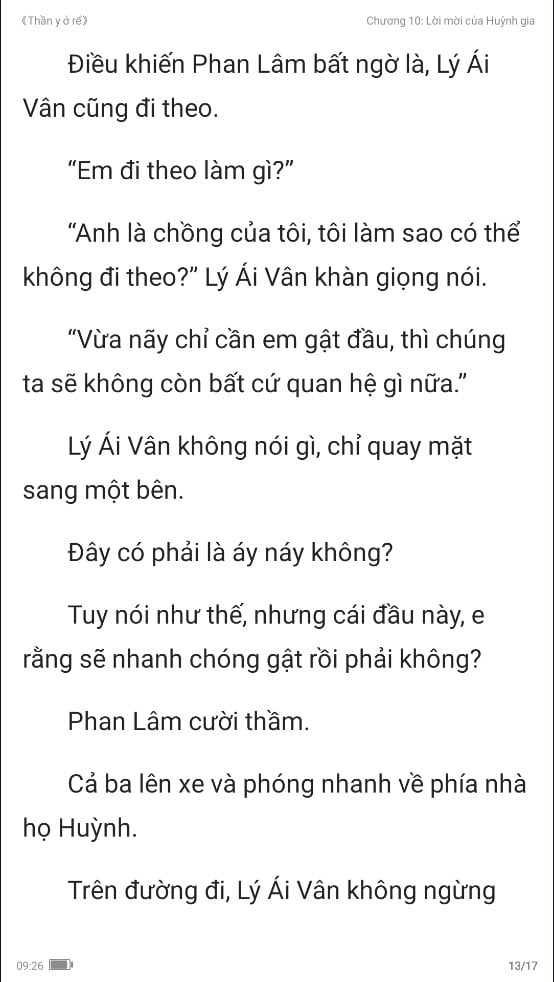 《Thần y ở rể》 Chương 10: Lời mời của Huỳnh gia
Điều khiến Phan Lâm bất ngờ là, Lý Ái
Vân cũng đi theo.
“Em đi theo làm gì?”
“Anh là chồng của tôi, tôi làm sao có thể
không đi theo?” Lý Ái Vân khàn giọng nói.
“Vừa nãy chỉ cần em gật đầu, thì chúng
ta sẽ không còn bất cứ quan hệ gì nữa.”
Lý Ái Vân không nói gì, chỉ quay mặt
sang một bên.
Đây có phải là áy náy không?
Tuy nói như thế, nhưng cái đầu này, e
rằng sẽ nhanh chóng gật rồi phải không?
Phan Lâm cười thầm.
Cả ba lên xe và phóng nhanh về phía nhà
họ Huỳnh.
Trên đường đi, Lý Ái Vân không ngừng
09:26 13/17